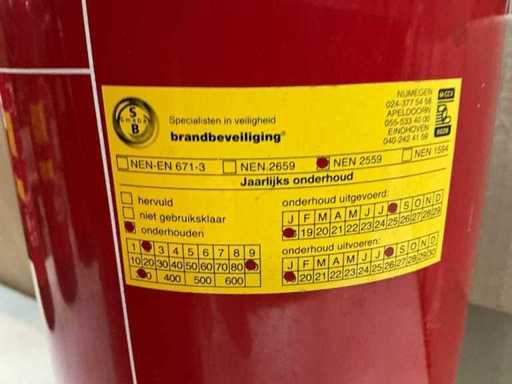 S
B
Specialisten in veiligheid
brandbeveiliging®
NIJMEGEN
024-377 54 56
APELDOORN
055-533 40 00
EINDHOVEN
040-242 41 59
NEN-EN 671-3 NEN 2659 NEN 2559 NEN 1594
Jaarlijks onderhoud
hervuld
niet gebruiksklaar
onderhouden
1 3 4 5 6 7 8 9
10 20 30 40 50 60 70 80
0 400 500 600
onderhoud uitgevoerd:
J F M A M J J S O N D
19 20 21 22 23 24 25 26 27 28 29
onderhoud uitvoeren:
J F M A M J J S O N D
20 21 22 23 24 25 26 27 28 29 30